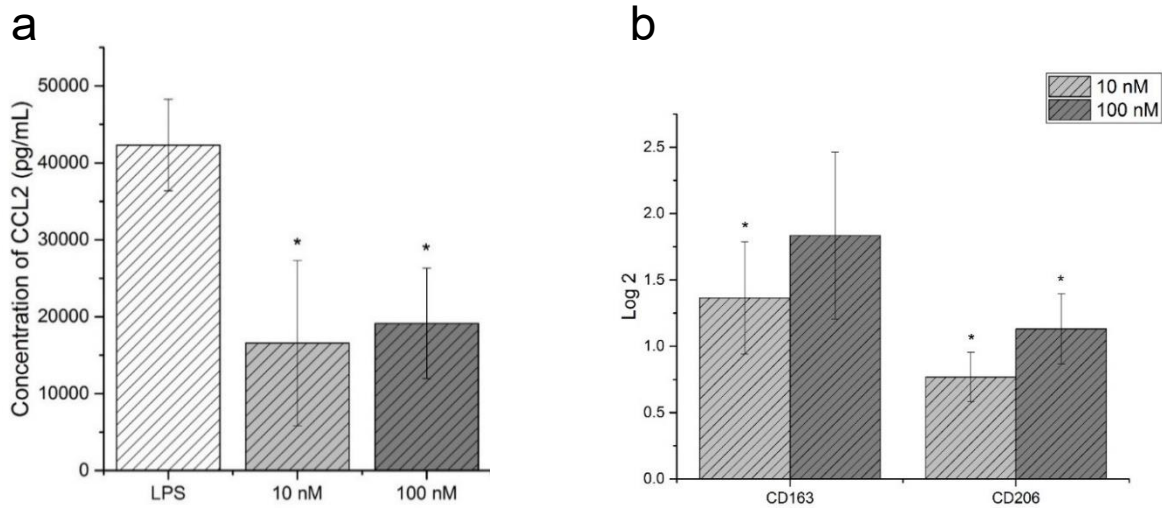 a
Concentration of CCL2 (pg/mL)
50000
40000
30000
20000
10000
0
*
*
LPS 10 nM 100 nM
b
10 nM
100 nM
Log 2
2.5
2.0
1.5
1.0
0.5
0.0
*
*
*
CD163 CD206